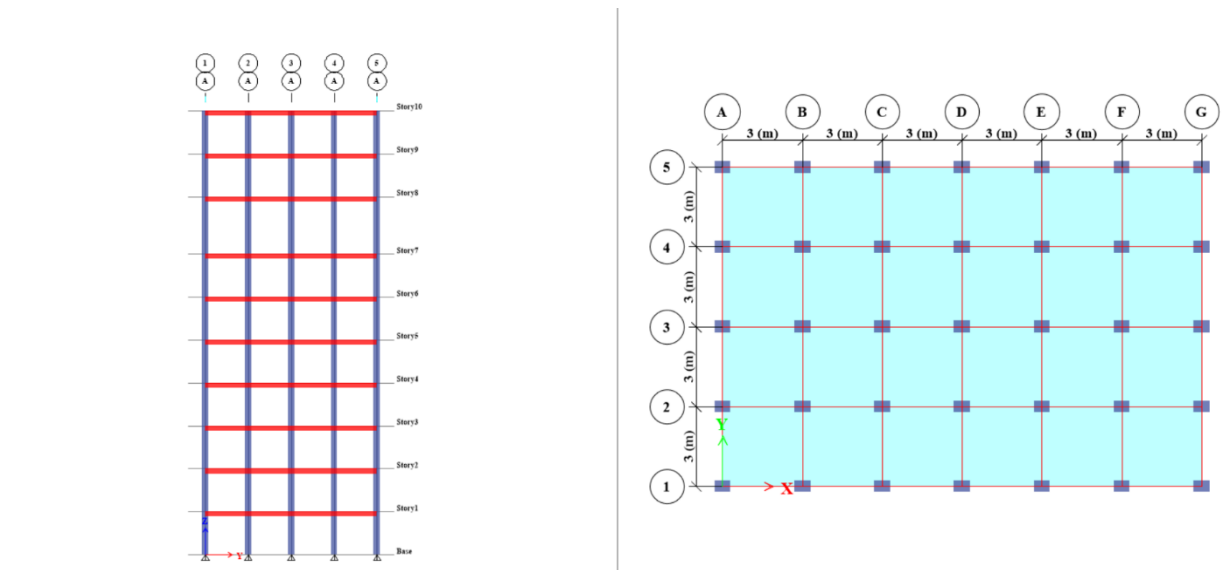 1 2 3 4 5
A A A A A
Story10
Story9
Story8
Story7
Story6
Story5
Story4
Story3
Story2
Story1
Z
Y
Base
A B C D E F G
3 (m) 3 (m) 3 (m) 3 (m) 3 (m) 3 (m)
5
3 (m)
4
3 (m)
3
3 (m)
2
Y
3 (m)
1
X